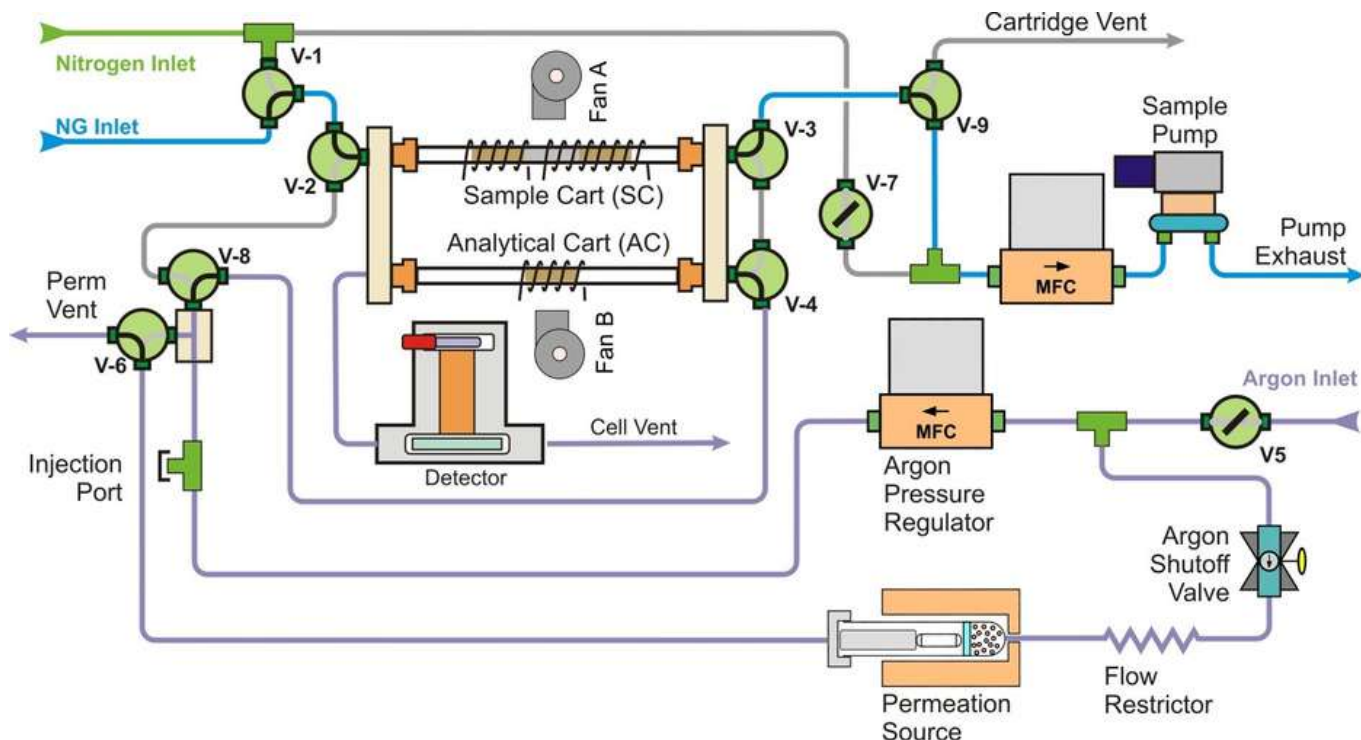 Cartridge Vent
Nitrogen Inlet
V-1
Fan A
NG Inlet
V-2
V-3
V-9
Sample
Pump
Sample Cart (SC)
V-7
Analytical Cart (AC)
Pump
Exhaust
MFC
V-8
V-4
Perm
Vent
V-6
Fan B
Argon Inlet
MFC
V5
Cell Vent
Detector
Injection
Port
Argon
Pressure
Regulator
Argon
Shutoff
Valve
Flow
Restrictor
Permeation
Source